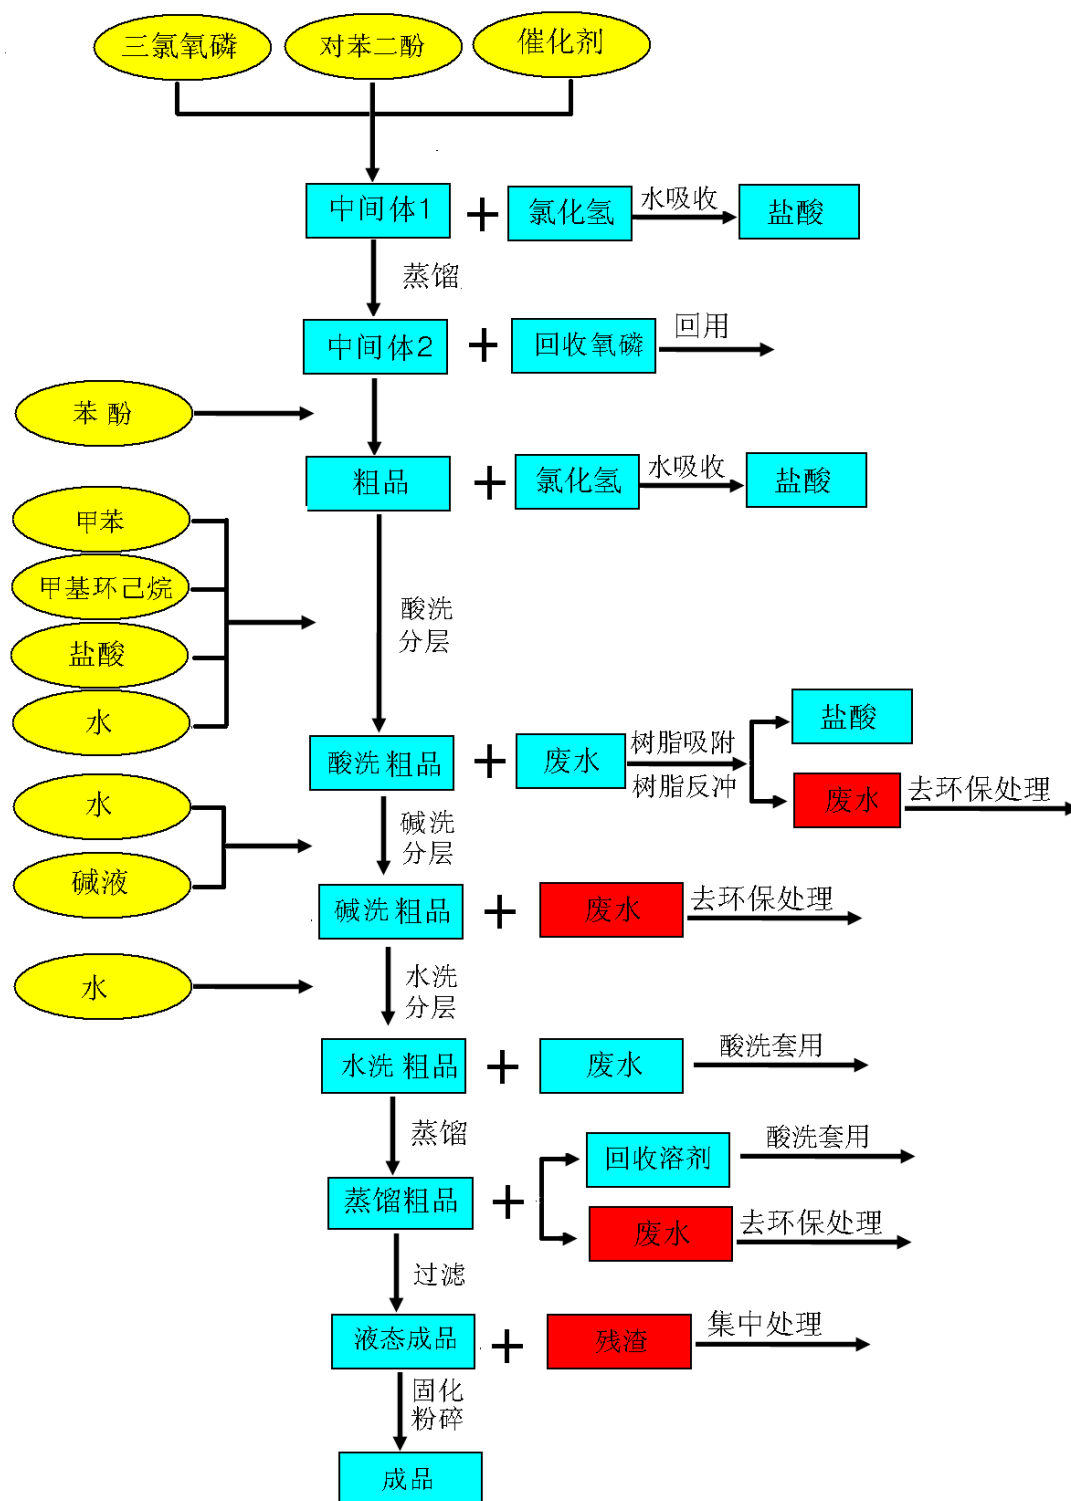 三氯氧磷
对苯二酚
催化剂
中间体1
+
氯化氢
水吸收
盐酸
蒸馏
中间体2
+
回收氧磷
回用
苯 酚
粗品
+
氯化氢
水吸收
盐酸
甲苯
甲基环己烷
盐酸
水
酸洗
分层
酸洗 粗品
+
废水
树脂吸附
树脂反冲
盐酸
废水
去环保处理
水
碱液
碱洗
分层
碱洗 粗品
+
废水
去环保处理
水
水洗
分层
水洗 粗品
+
废水
酸洗套用
蒸馏
蒸馏粗品
+
回收溶剂
酸洗套用
废水
去环保处理
过滤
液态成品
+
残渣
集中处理
固化
粉碎
成品